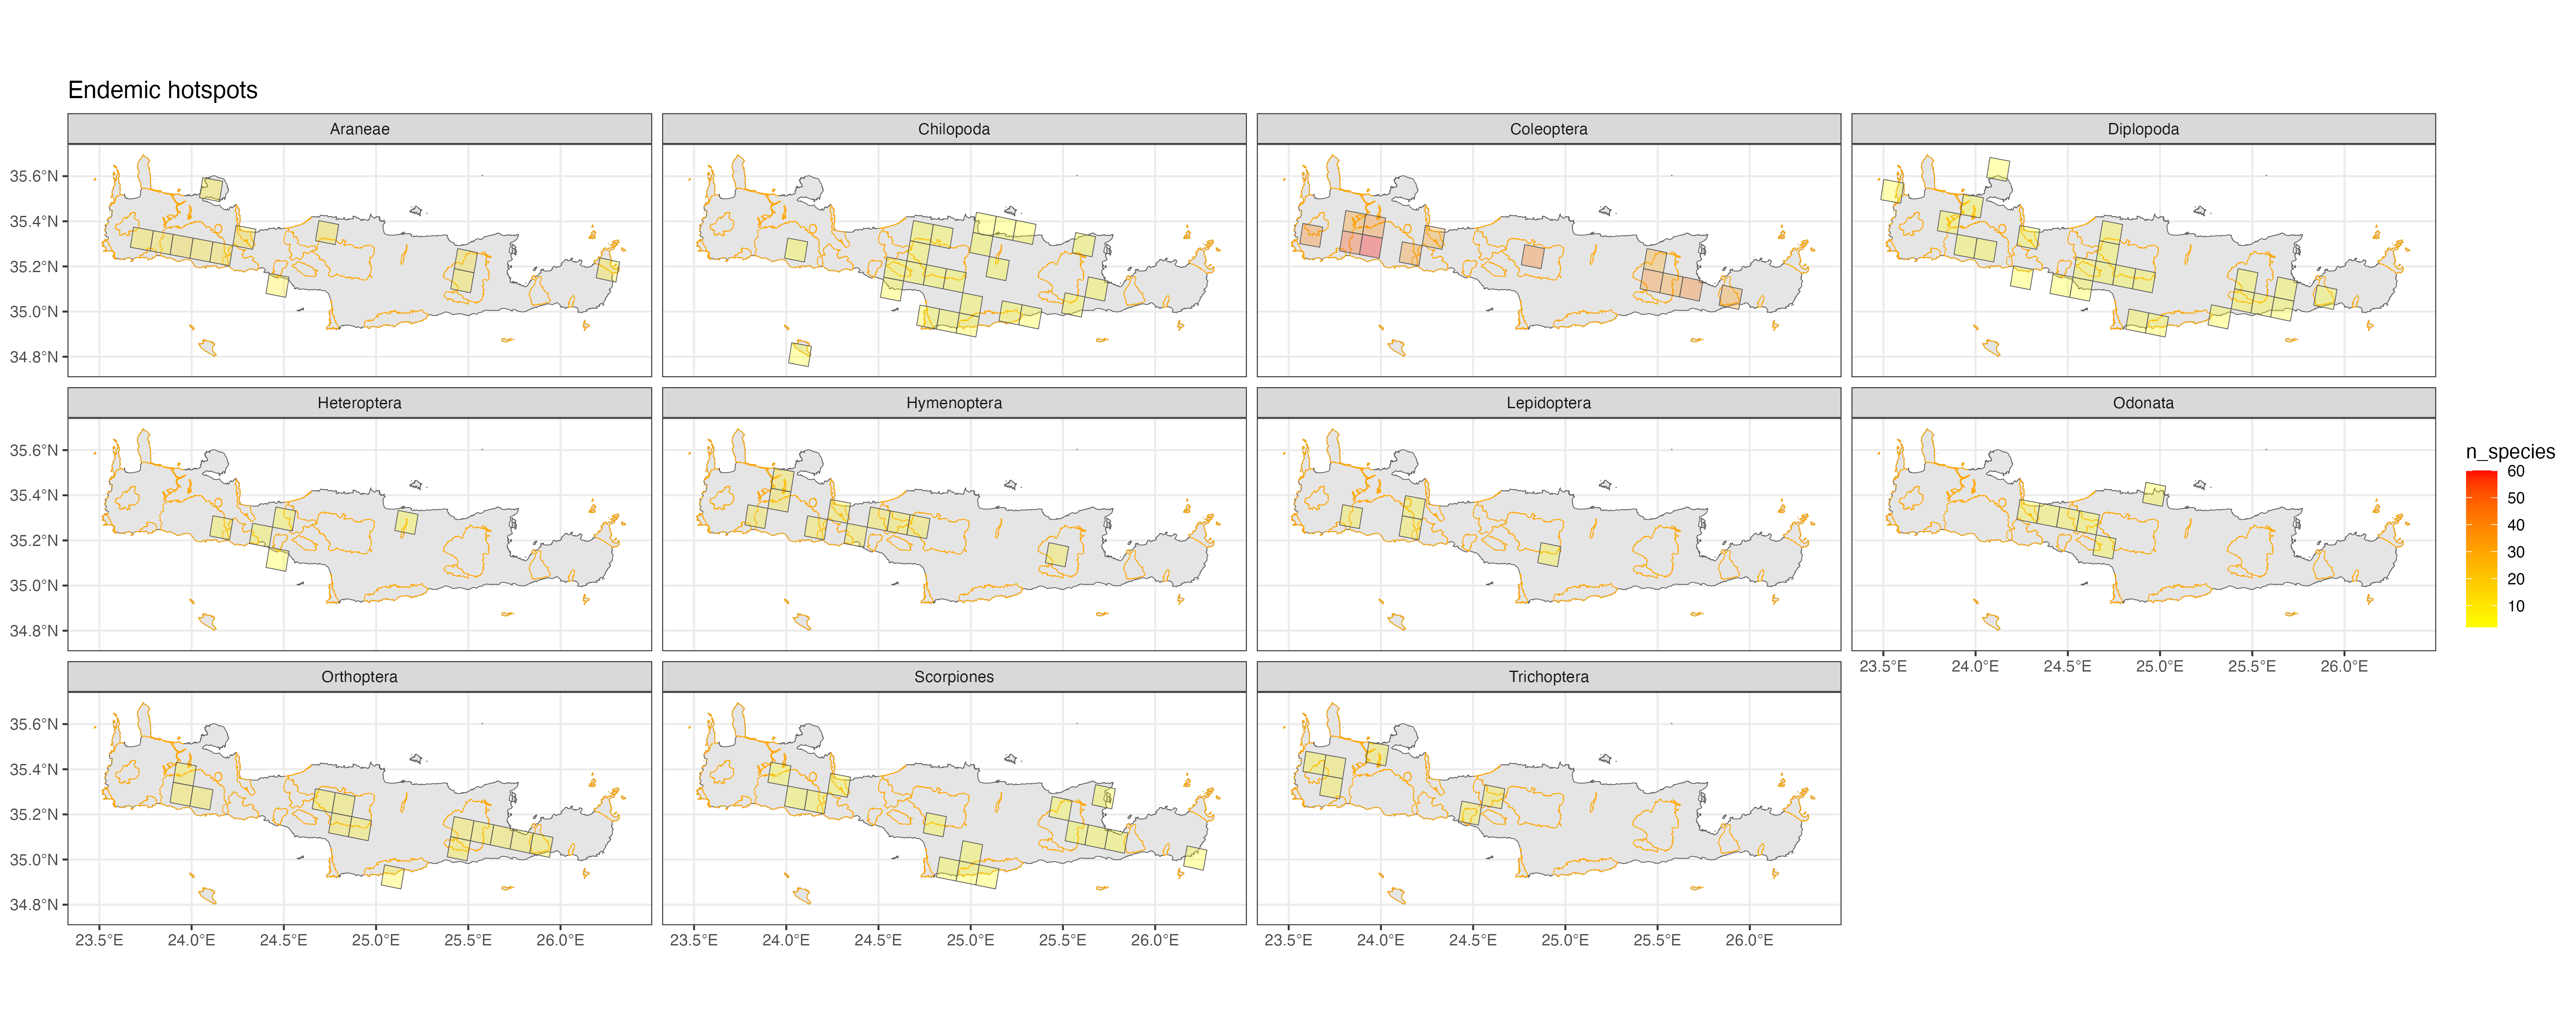 Endemic hotspots
Araneae
Chilopoda
Coleoptera
Diplopoda
35.6°N
35.4°N
35.2°N
35.0°N
34.8°N
Heteroptera
Hymenoptera
Lepidoptera
Odonata
35.6°N
35.4°N
35.2°N
35.0°N
34.8°N
23.5°E 24.0°E 24.5°E 25.0°E 25.5°E 26.0°E
n_species
60
50
40
30
20
10
Orthoptera
Scorpiones
Trichoptera
35.6°N
35.4°N
35.2°N
35.0°N
34.8°N
23.5°E 24.0°E 24.5°E 25.0°E 25.5°E 26.0°E
23.5°E 24.0°E 24.5°E 25.0°E 25.5°E 26.0°E
23.5°E 24.0°E 24.5°E 25.0°E 25.5°E 26.0°E